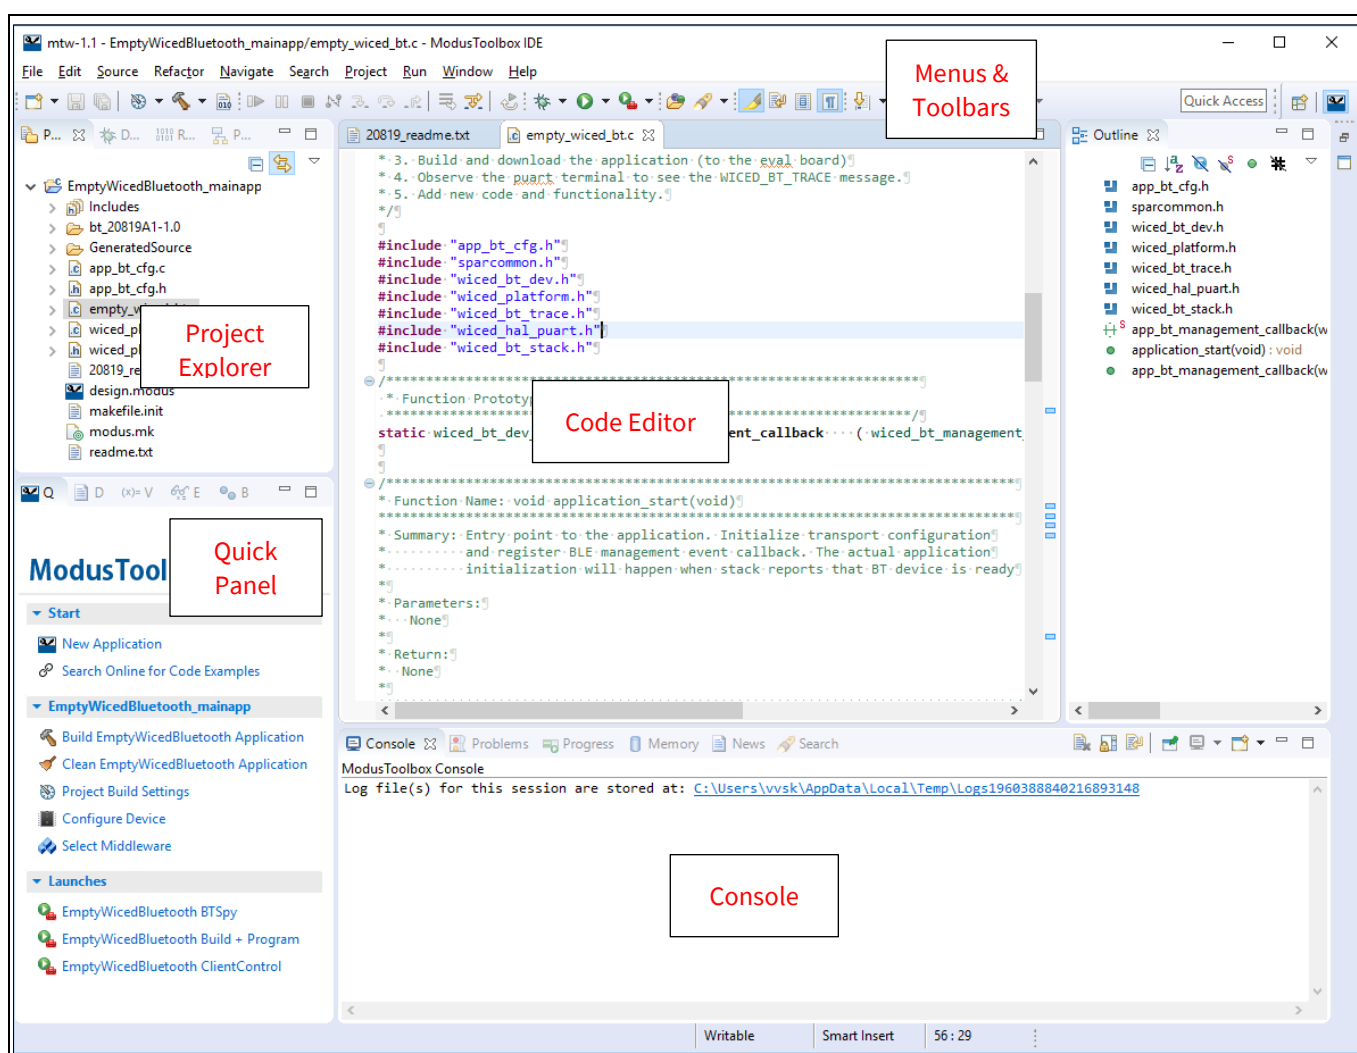 mtw-1.1 - EmptyWicedBluetooth_mainapp/empty_wiced_bt.c - ModusToolbox IDE
File Edit Source Refactor Navigate Search Project Run Window Help
Menus &
Toolbars
Quick Access
P... D... R... P...
EmptyWicedBluetooth_mainapp
Includes
bt_20819A1-1.0
GeneratedSource
app_bt_cfg.c
app_bt_cfg.h
empty_w
wiced_pl
wiced_pl
20819_re
design.modus
makefile.init
modus.mk
readme.txt
Project
Explorer
20819_readme.txt empty_wiced_bt.c
* 3. Build and download the application (to the eval board)
* 4. Observe the puart terminal to see the WICED_BT_TRACE message.
* 5. Add new code and functionality.
*/
#include "app_bt_cfg.h"
#include "sparcommon.h"
#include "wiced_bt_dev.h"
#include "wiced_platform.h"
#include "wiced_bt_trace.h"
#include "wiced_hal_puart.h"
#include "wiced_bt_stack.h"
/**********************************************************************
* Function Prototyp
*********************************************************************/
static wiced_bt_dev_ ent_callback ( wiced_bt_management_
Code Editor
/***********************************************************************************
* Function Name: void application_start(void)
************************************************************************************
* Summary: Entry point to the application. Initialize transport configuration
* and register BLE management event callback. The actual application
* initialization will happen when stack reports that BT device is ready
*
* Parameters:
* None
*
* Return:
* None
*
Outline
app_bt_cfg.h
sparcommon.h
wiced_bt_dev.h
wiced_platform.h
wiced_bt_trace.h
wiced_hal_puart.h
wiced_bt_stack.h
S app_bt_management_callback(w
application_start(void) : void
app_bt_management_callback(w
Q D (x)= V E B
ModusTool
Quick
Panel
Start
New Application
Search Online for Code Examples
EmptyWicedBluetooth_mainapp
Build EmptyWicedBluetooth Application
Clean EmptyWicedBluetooth Application
Project Build Settings
Configure Device
Select Middleware
Launches
EmptyWicedBluetooth BTSpy
EmptyWicedBluetooth Build + Program
EmptyWicedBluetooth ClientControl
Console Problems Progress Memory News Search
ModusToolbox Console
Log file(s) for this session are stored at: C:\Users\vvsk\AppData\Local\Temp\Logs1960388840216893148
Console
Writable Smart Insert 56 : 29